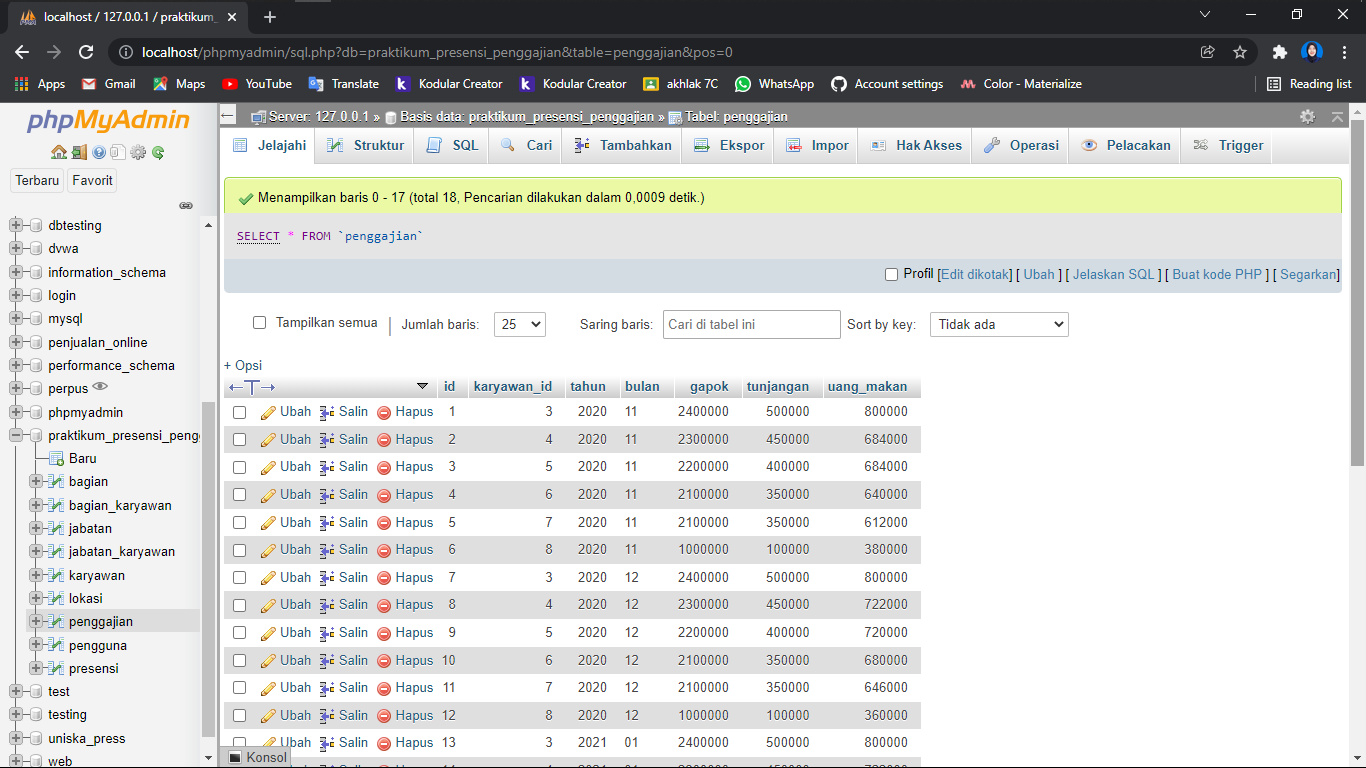 localhost / 127.0.0.1 / praktikum_
localhost/phpmyadmin/sql.php?db=praktikum_presensi_penggajian&table=penggajian&pos=0
Apps Gmail Maps YouTube Translate Kodular Creator Kodular Creator akhlak 7C WhatsApp Account settings Color - Materialize Reading list
phpMyAdmin
Terbaru Favorit
dbtesting
dvwa
information_schema
login
mysql
penjualan_online
performance_schema
perpus
phpmyadmin
praktikum_presensi_peng
Baru
bagian
bagian_karyawan
jabatan
jabatan_karyawan
karyawan
lokasi
penggajian
pengguna
presensi
test
testing
uniska_press
web
Server: 127.0.0.1 » Basis data: praktikum_presensi_penggajian » Tabel: penggajian
Jelajahi Struktur SQL Cari Tambahkan Ekspor Impor Hak Akses Operasi Pelacakan Trigger
Menampilkan baris 0 - 17 (total 18, Pencarian dilakukan dalam 0,0009 detik.)
SELECT * FROM `penggajian`
Profil [Edit dikotak] [ Ubah ] [ Jelaskan SQL ] [ Buat kode PHP ] [ Segarkan]
Tampilkan semua | Jumlah baris: 25 Saring baris: Cari di tabel ini Sort by key: Tidak ada
+ Opsi
←T→ id karyawan_id tahun bulan gapok tunjangan uang_makan
Ubah Salin Hapus 1 3 2020 11 2400000 500000 800000
Ubah Salin Hapus 2 4 2020 11 2300000 450000 684000
Ubah Salin Hapus 3 5 2020 11 2200000 400000 684000
Ubah Salin Hapus 4 6 2020 11 2100000 350000 640000
Ubah Salin Hapus 5 7 2020 11 2100000 350000 612000
Ubah Salin Hapus 6 8 2020 11 1000000 100000 380000
Ubah Salin Hapus 7 3 2020 12 2400000 500000 800000
Ubah Salin Hapus 8 4 2020 12 2300000 450000 722000
Ubah Salin Hapus 9 5 2020 12 2200000 400000 720000
Ubah Salin Hapus 10 6 2020 12 2100000 350000 680000
Ubah Salin Hapus 11 7 2020 12 2100000 350000 646000
Ubah Salin Hapus 12 8 2020 12 1000000 100000 360000
Ubah Salin Hapus 13 3 2021 01 2400000 500000 800000
Konsol